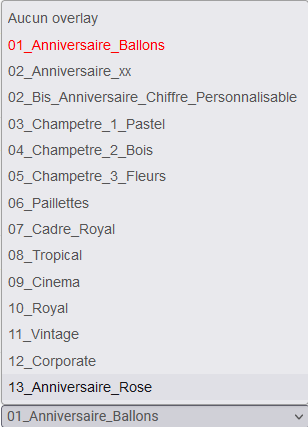 Aucun overlay
01_Anniversaire_Ballons
02_Anniversaire_xx
02_Bis_Anniversaire_Chiffre_Personnalisable
03_Champetre_1_Pastel
04_Champetre_2_Bois
05_Champetre_3_Fleurs
06_Paillettes
07_Cadre_Royal
08_Tropical
09_Cinema
10_Royal
11_Vintage
12_Corporate
13_Anniversaire_Rose
01_Anniversaire_Ballons